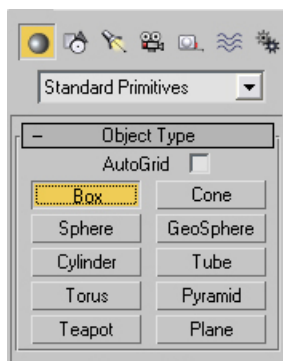 Standard Primitives
Object Type
AutoGrid
Box Cone
Sphere GeoSphere
Cylinder Tube
Torus Pyramid
Teapot Plane